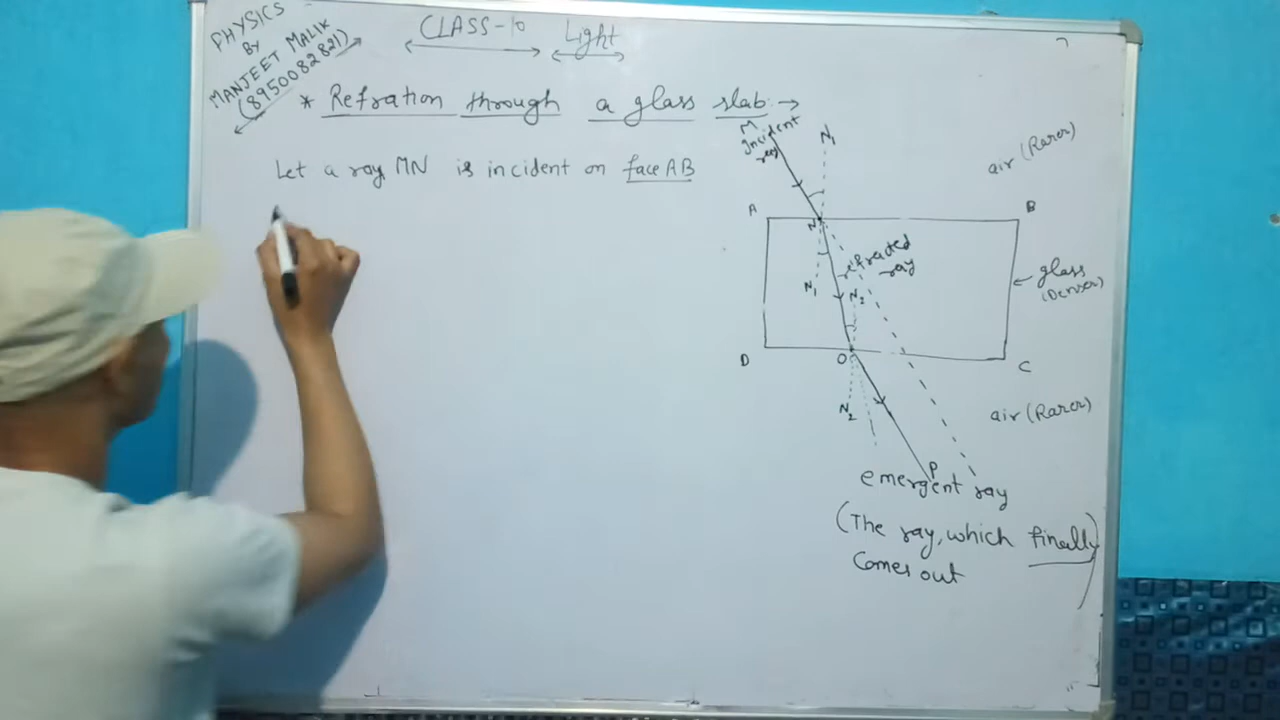 PHYSICS
By
MANJEET MALIK
(8950082821)
CLASS-10
Light
* Refration through a glass slab:→
Let a ray MN is incident on face AB
M
Incident
ray
N1
air (Rarer)
A
B
N
refracted
ray
glass
(Denser)
N1
N2
D
O
C
N2
air (Rarer)
P
emergent ray
(The ray, which finally)
Comes out